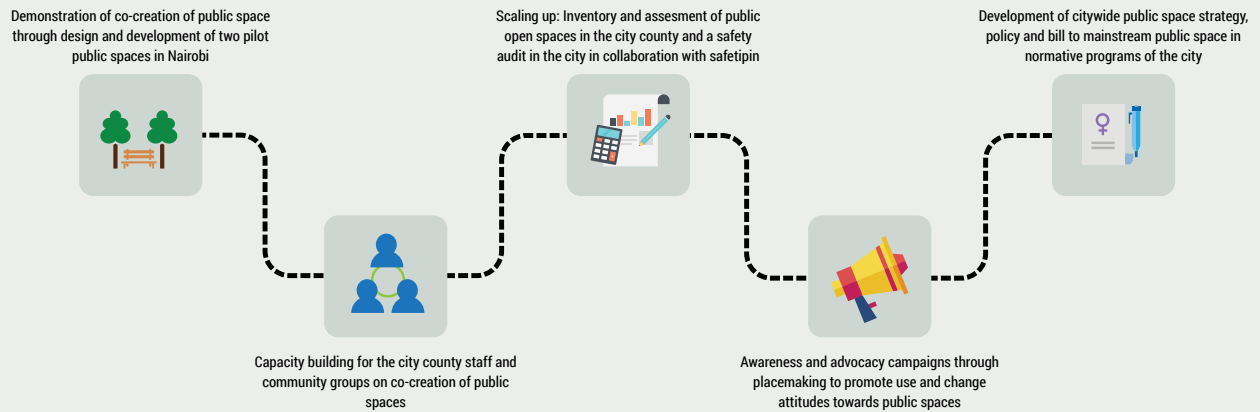 Demonstration of co-creation of public space
through design and development of two pilot
public spaces in Nairobi
Capacity building for the city county staff and
community groups on co-creation of public
spaces
Scaling up: Inventory and assesment of public
open spaces in the city county and a safety
audit in the city in collaboration with safetipin
Awareness and advocacy campaigns through
placemaking to promote use and change
attitudes towards public spaces
Development of citywide public space strategy,
policy and bill to mainstream public space in
normative programs of the city